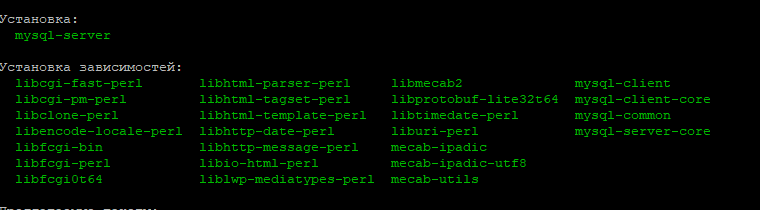 Установка:
mysql-server
Установка зависимостей:
libcgi-fast-perl libhtml-parser-perl libmecab2 mysql-client
libcgi-pm-perl libhtml-tagset-perl libprotobuf-lite32t64 mysql-client-core
libclone-perl libhtml-template-perl libtimedate-perl mysql-common
libencode-locale-perl libhttp-date-perl liburi-perl mysql-server-core
libfcgi-bin libhttp-message-perl mecab-ipadic
libfcgi-perl libio-html-perl mecab-ipadic-utf8
libfcgi0t64 liblwp-mediatypes-perl mecab-utils